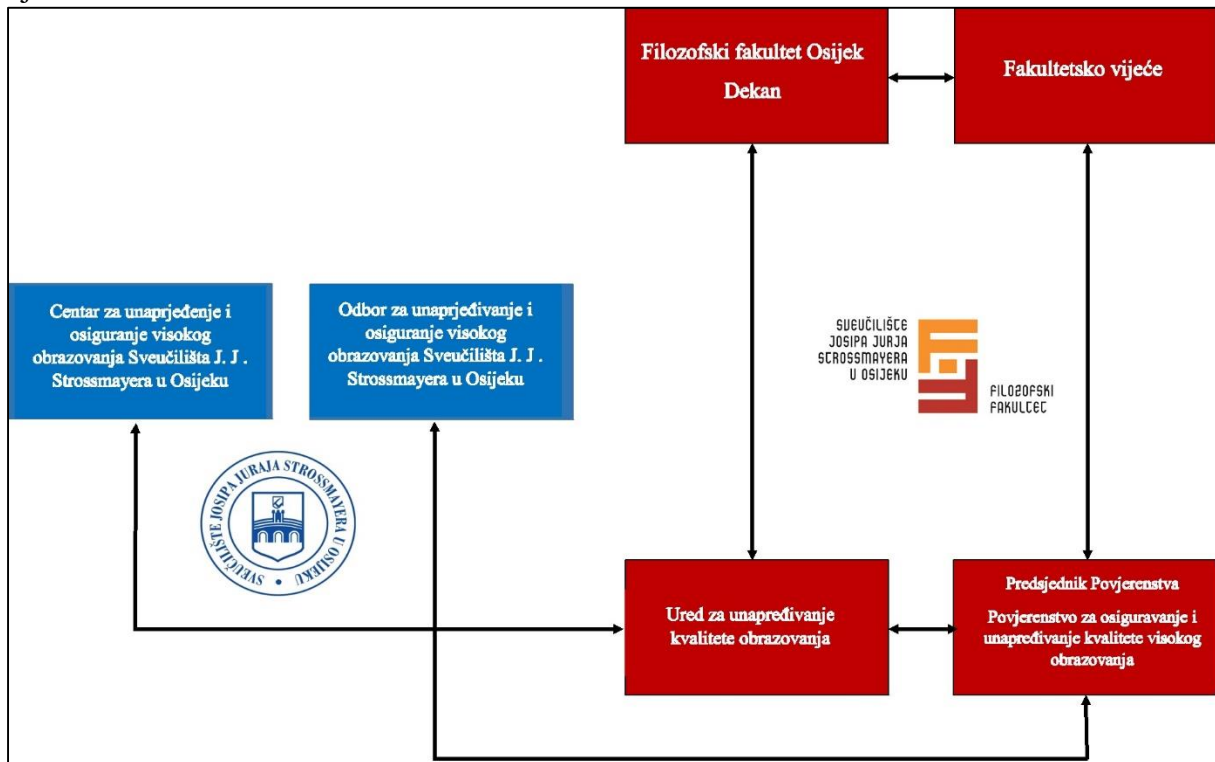 Filozofski fakultet Osijek
Dekan
Fakultetsko vijeće
Centar za unaprjeđenje i
osiguranje visokog
obrazovanja Sveučilišta J. J .
Strossmayera u Osijeku
Odbor za unaprjeđivanje i
osiguranje visokog
obrazovanja Sveučilišta J. J .
Strossmayera u Osijeku
SVEUČILIŠTE
JOSIPA JURJA
STROSSMAYERA
U OSIJEKU
FILOZOFSKI
FAKULTET
SVEUČILIŠTE JOSIPA JURAJA STROSSMAYERA U OSIJEKU •
Ured za unapređivanje
kvalitete obrazovanja
Predsjednik Povjerenstva
Povjerenstvo za osiguravanje i
unapređivanje kvalitete visokog
obrazovanja